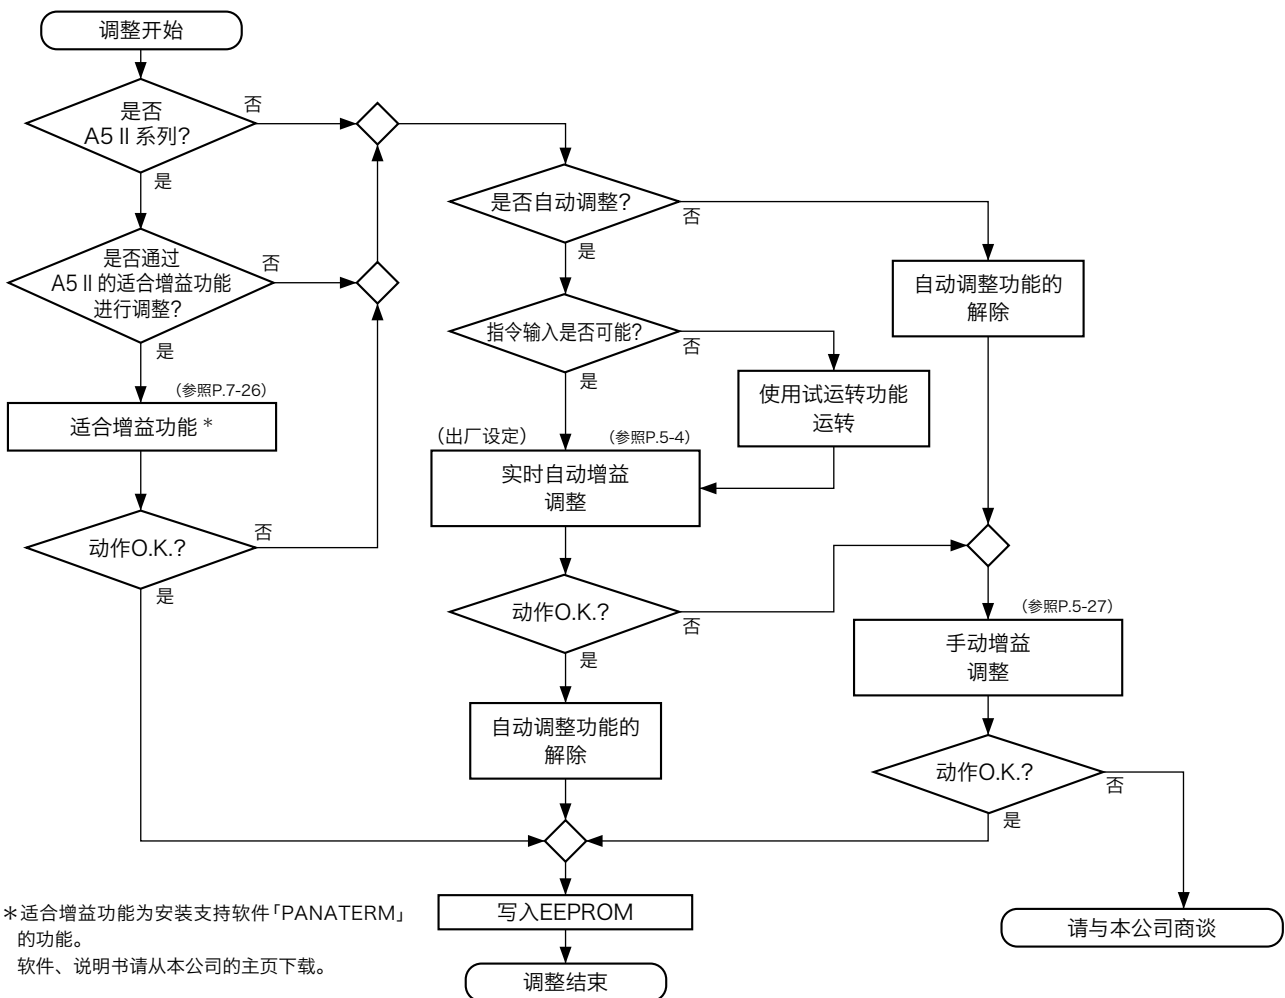 调整开始
是否
A5Ⅱ系列?
否
是
是否通过
A5Ⅱ的适合增益功能
进行调整?
否
是
(参照P.7-26)
适合增益功能*
动作O.K.?
否
是
是否自动调整?
否
是
指令输入是否可能?
否
是
使用试运转功能
运转
(出厂设定)
(参照P.5-4)
实时自动增益
调整
动作O.K.?
否
是
自动调整功能的
解除
自动调整功能的
解除
(参照P.5-27)
手动增益
调整
动作O.K.?
否
是
写入EEPROM
调整结束
请与本公司商谈
*适合增益功能为安装支持软件「PANATERM」
的功能。
软件、说明书请从本公司的主页下载。